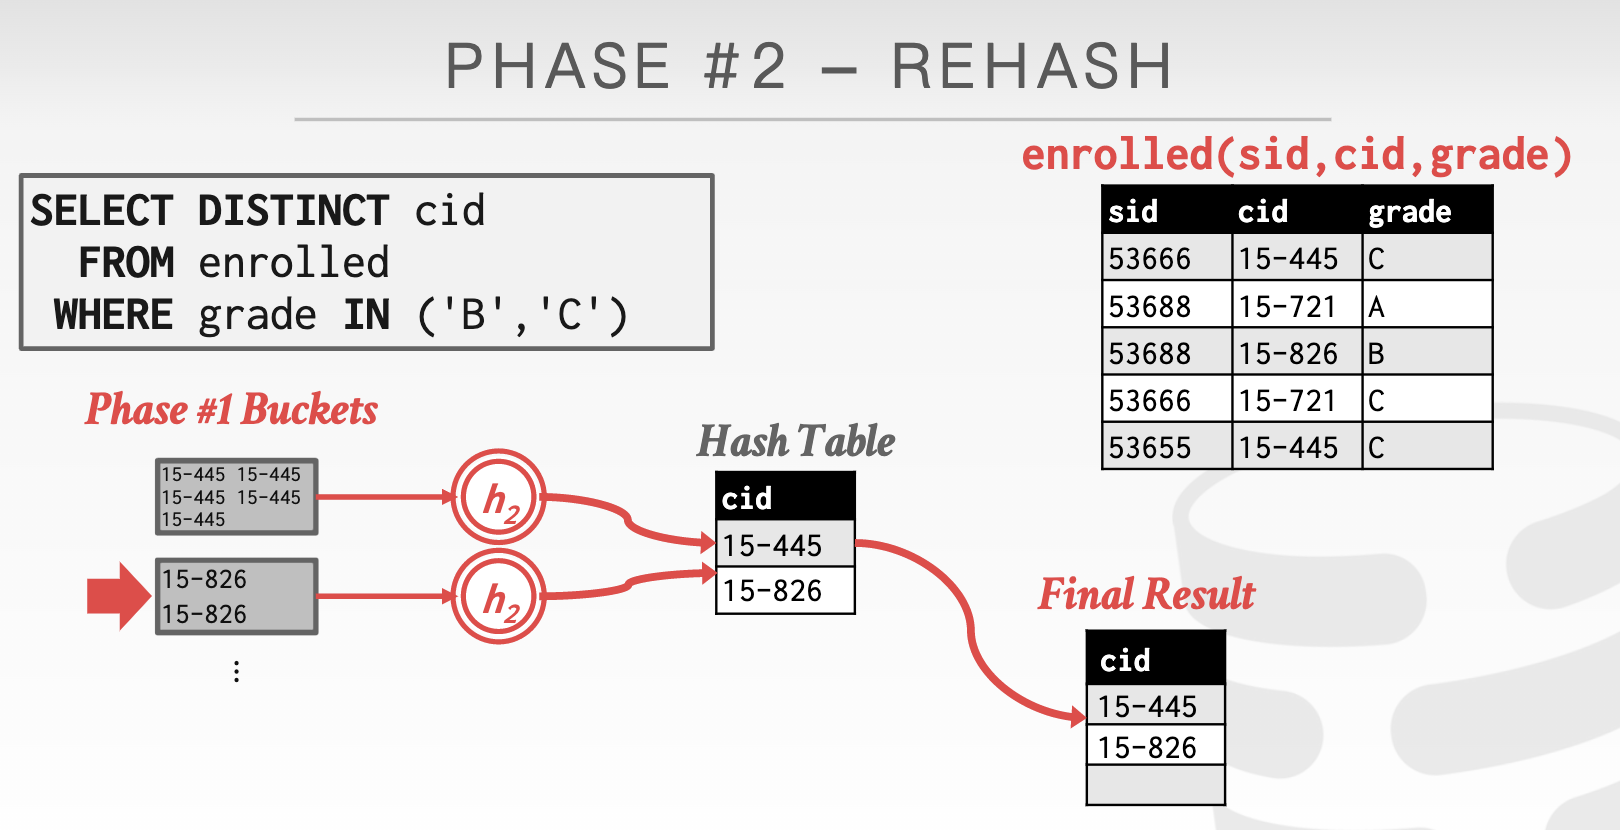 PHASE #2 – REHASH
SELECT DISTINCT cid
FROM enrolled
WHERE grade IN ('B','C')
enrolled(sid,cid,grade)
sid cid grade
53666 15-445 C
53688 15-721 A
53688 15-826 B
53666 15-721 C
53655 15-445 C
Phase #1 Buckets
15-445 15-445
15-445 15-445
15-445
h2
15-826
15-826
h2
⋮
Hash Table
cid
15-445
15-826
Final Result
cid
15-445
15-826